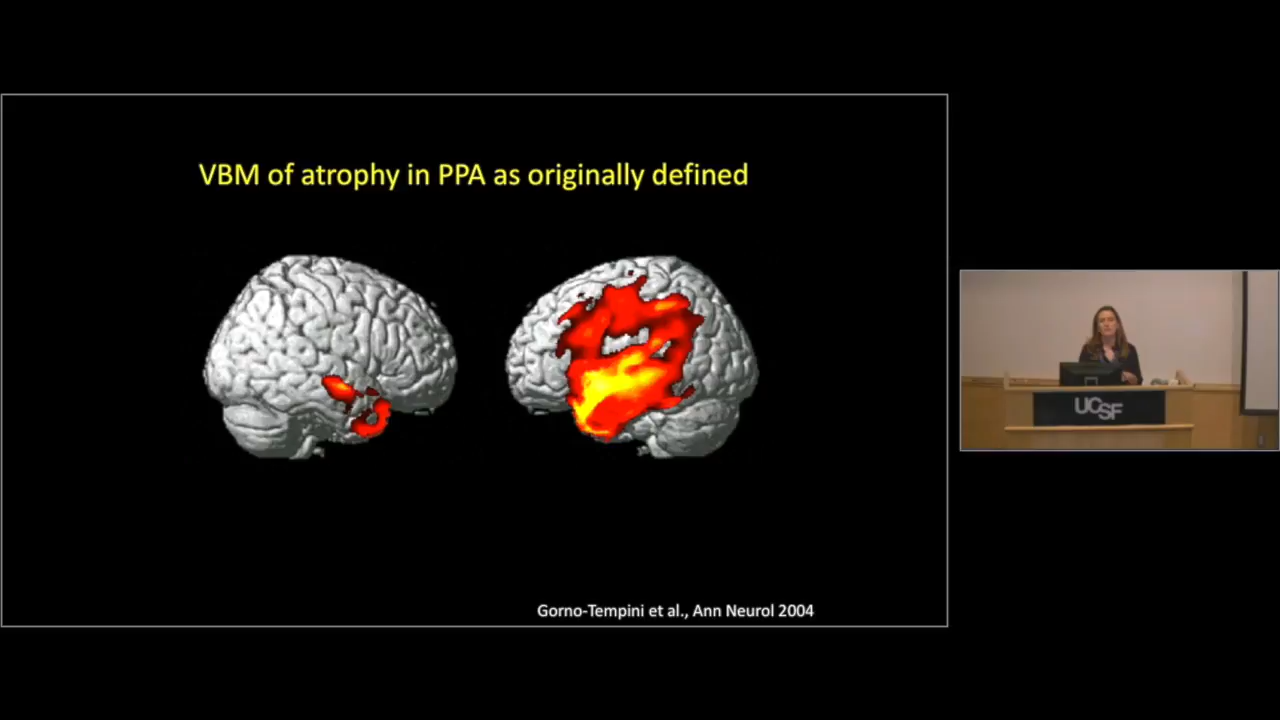 VBM of atrophy in PPA as originally defined
Gorno-Tempini et al., Ann Neurol 2004
UCSF